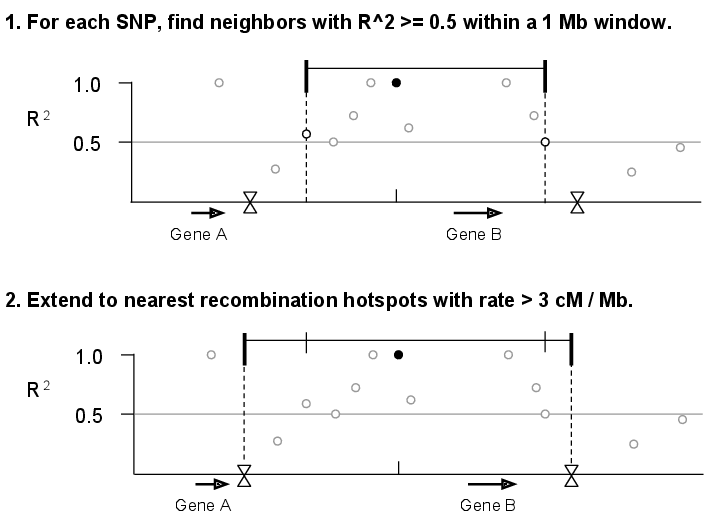 1. For each SNP, find neighbors with R^2 >= 0.5 within a 1 Mb window.
1.0
R 2
0.5
Gene A Gene B
2. Extend to nearest recombination hotspots with rate > 3 cM / Mb.
1.0
R 2
0.5
Gene A Gene B